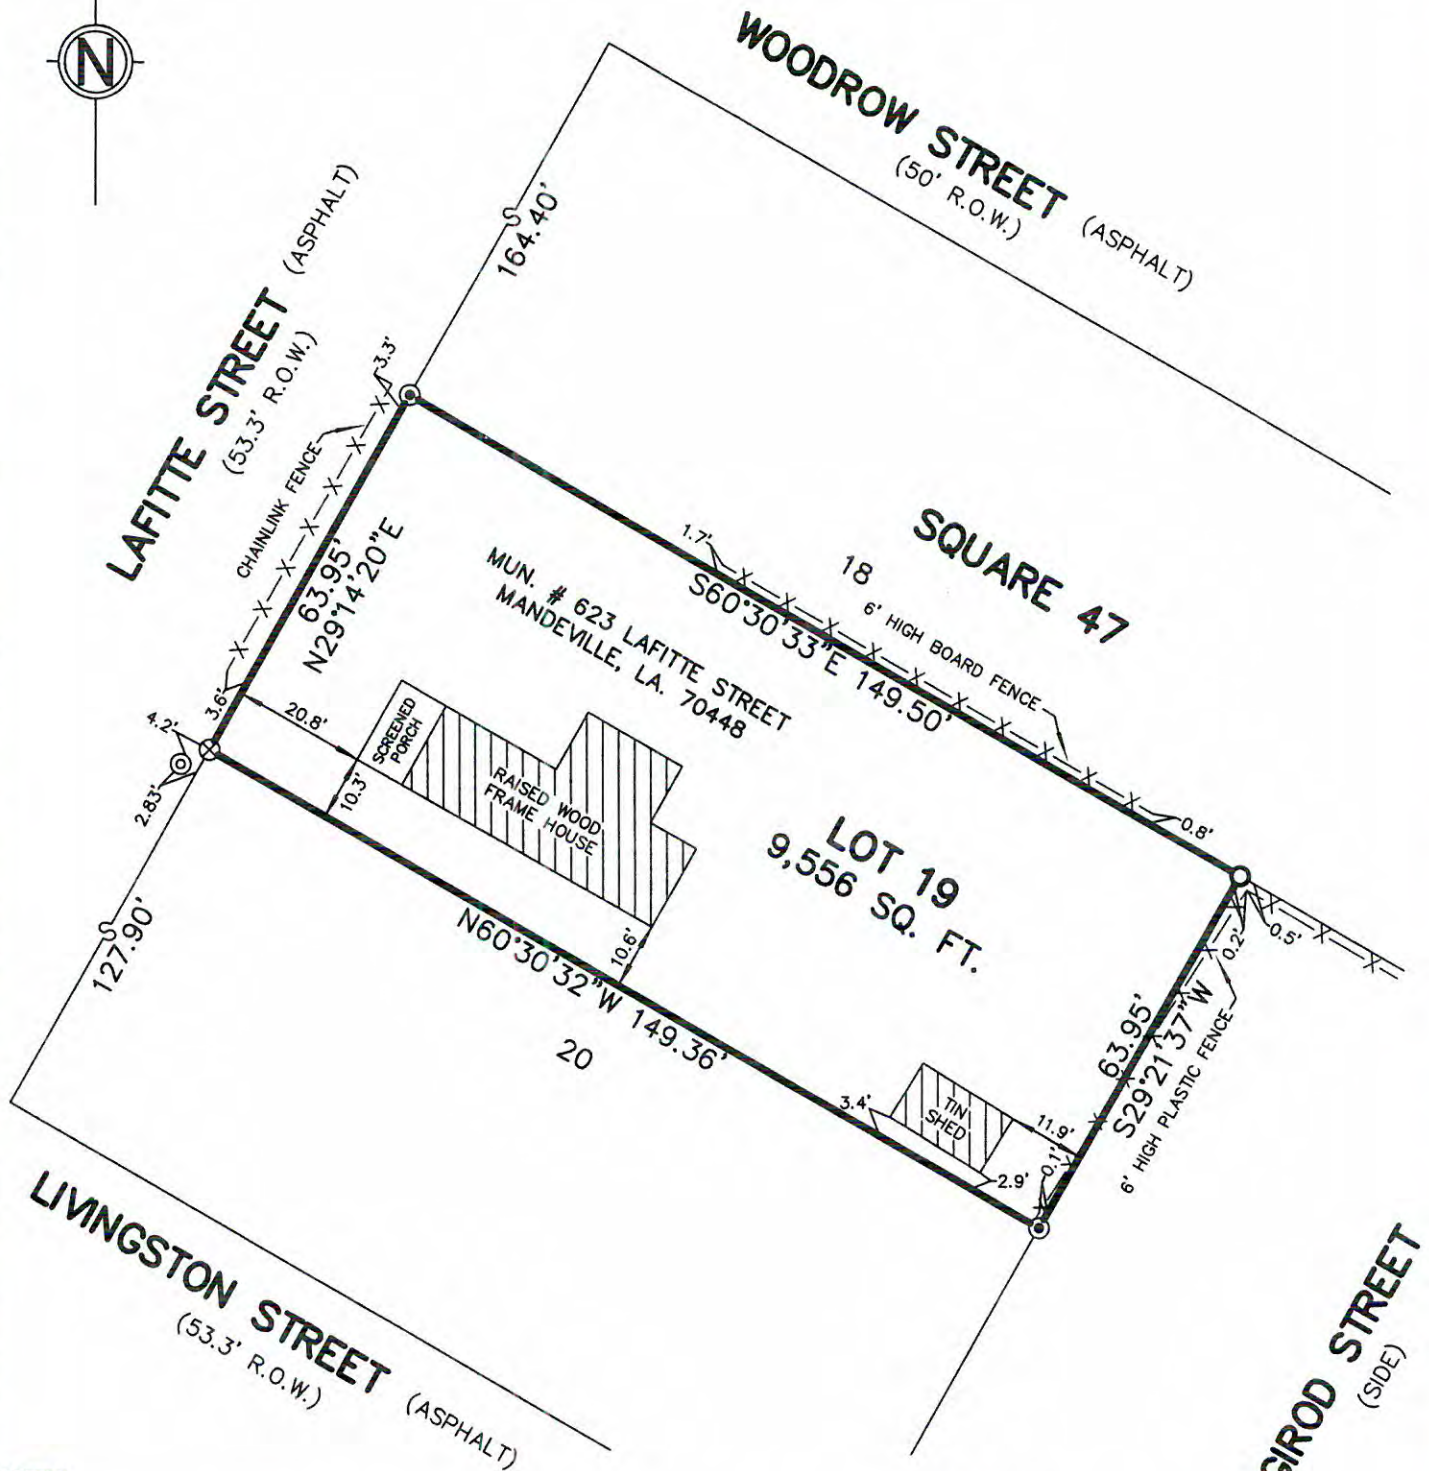 N
WOODROW STREET (ASPHALT)
(50' R.O.W.)
164.40'
LAFITTE STREET (ASPHALT)
(53.3' R.O.W.)
3.3'
CHAINLINK FENCE
63.95'
N29°14'20"E
SQUARE 47
18
1.7'
6' HIGH BOARD FENCE
S60°30'33"E 149.50'
MUN. # 623 LAFITTE STREET
MANDEVILLE, LA. 70448
3.6'
4.2'
2.83'
20.8'
SCREENED
PORCH
10.3'
RAISED WOOD
FRAME HOUSE
LOT 19
9,556 SQ. FT.
0.8'
0.5'
0.2'
127.90'
10.6'
N60°30'32"W 149.36'
20
63.95'
S29°21'37"W
6' HIGH PLASTIC FENCE
TIN
SHED
3.4'
11.9'
0.1'
2.9'
LIVINGSTON STREET (ASPHALT)
(53.3' R.O.W.)
GIROD STREET
(SIDE)